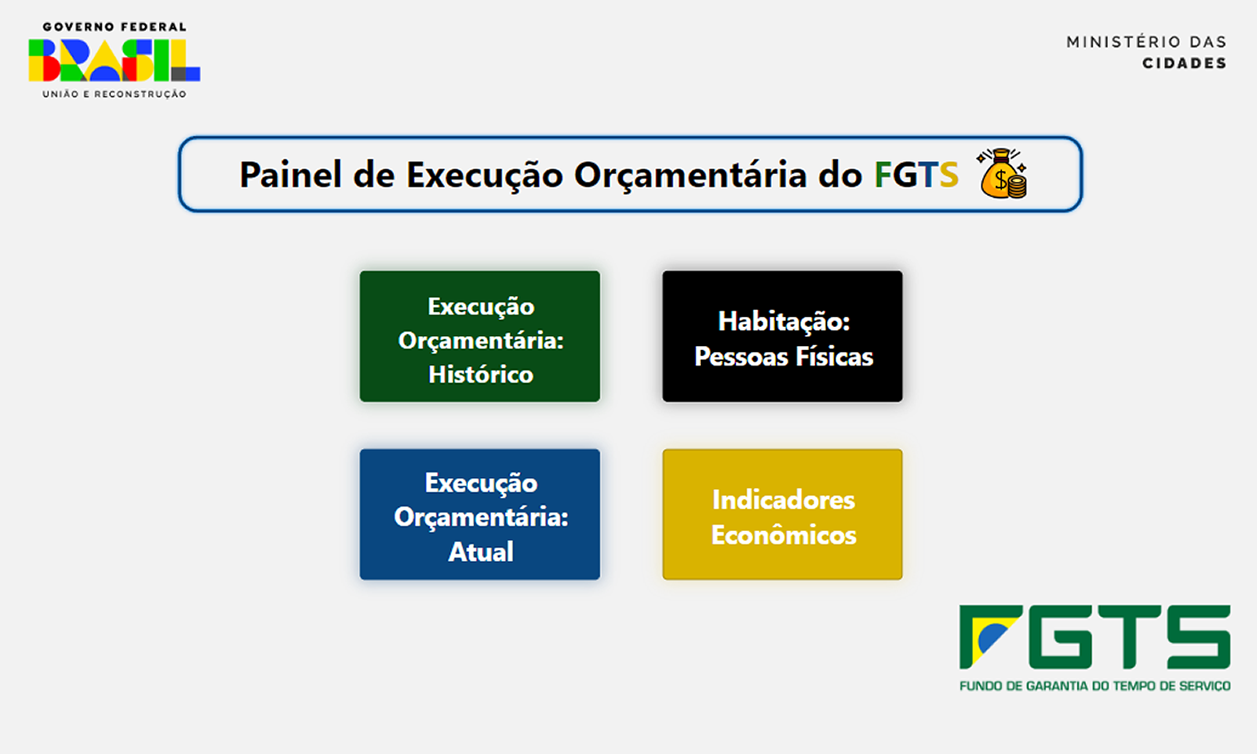 GOVERNO FEDERAL
BRASIL
UNIÃO E RECONSTRUÇÃO
MINISTÉRIO DAS
CIDADES
Painel de Execução Orçamentária do FGTS
Execução
Orçamentária:
Histórico
Habitação:
Pessoas Físicas
Execução
Orçamentária:
Atual
Indicadores
Econômicos
FGTS
FUNDO DE GARANTIA DO TEMPO DE SERVIÇO